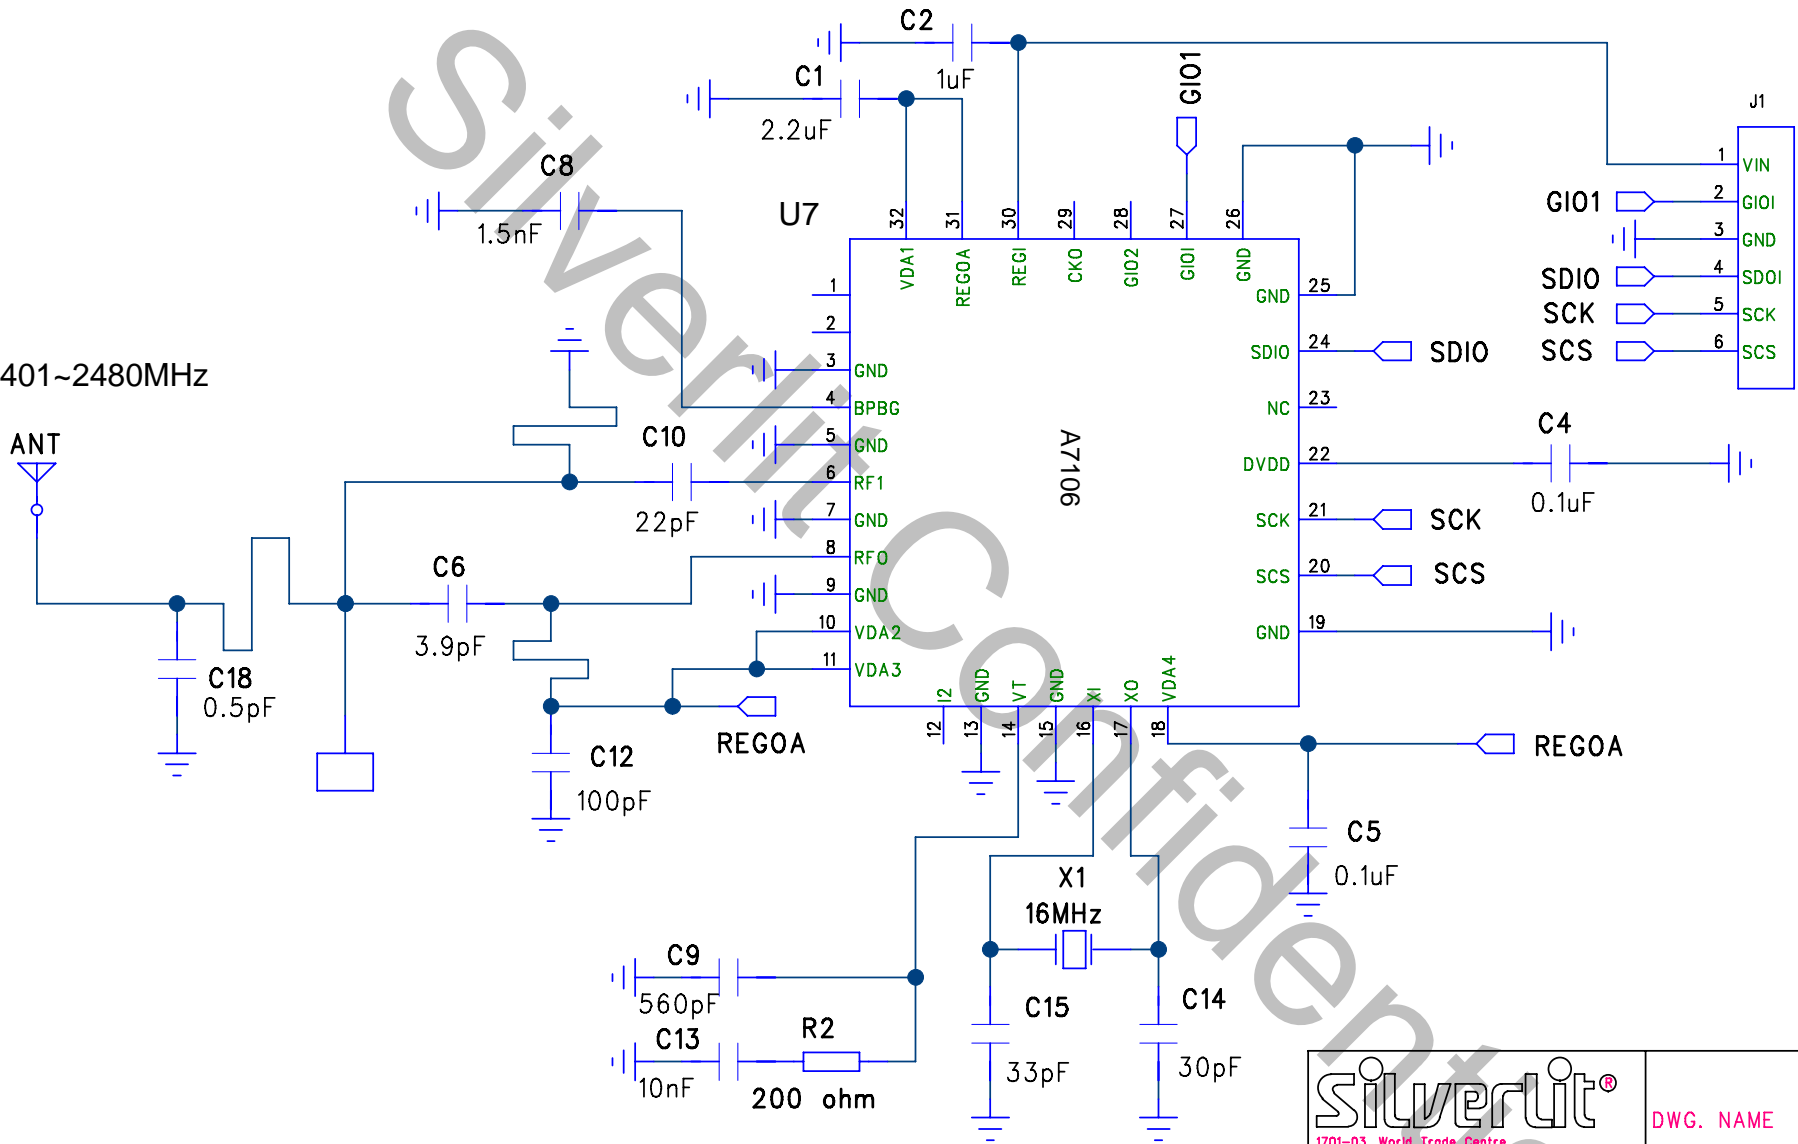 C2
1uF
C1
2.2uF
GIO1
J1
C8
1.5nF
U7
32
31
30
29
28
27
26
VDA1
REGOA
REGI
CKO
GIO2
GIOI
GND
1 VIN
GIO1 2 GIOI
3 GND
SDIO 4 SDOI
SCK 5 SCK
SCS 6 SCS
1
2
3 GND
4 BPBG
5 GND
6 RF1
7 GND
8 RFO
9 GND
10 VDA2
11 VDA3
GND 25
SDIO 24 SDIO
NC 23
DVDD 22
SCK 21 SCK
SCS 20 SCS
GND 19
A7106
401~2480MHz
ANT
C10
22pF
C4
0.1uF
C6
3.9pF
C18
0.5pF
C12
100pF
REGOA
I2
GND
VT
GND
XI
XO
VDA4
12
13
14
15
16
17
18
REGOA
C5
0.1uF
X1
16MHz
C9
560pF
C13
10nF
R2
200 ohm
C15
33pF
C14
30pF
Silverlit Confidential
Silverlit®
1701-03, World Trade Centre
DWG. NAME